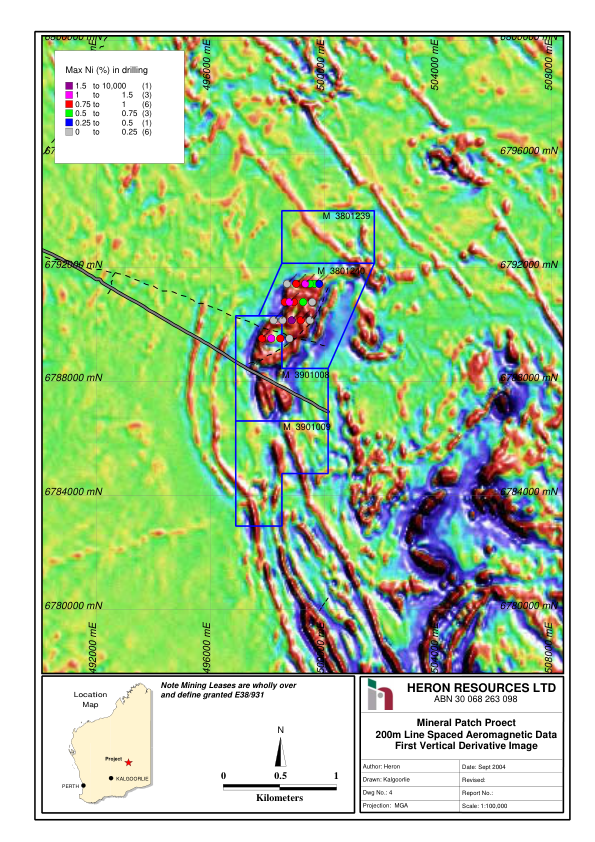 6800000 mN
6800000 mN
496000 mE
500000 mE
504000 mE
508000 mE
Max Ni (%) in drilling
1.5 to 10,000 (1)
1 to 1.5 (3)
0.75 to 1 (6)
0.5 to 0.75 (3)
0.25 to 0.5 (1)
0 to 0.25 (6)
67
6796000 mN
M 3801239
6792000 mN
6792000 mN
M 3801240
6788000 mN
6788000 mN
M 3901008
M 3901009
6784000 mN
6784000 mN
6780000 mN
6780000 mN
492000 mE
496000 mE
500000 mE
504000 mE
508000 mE
Location
Map
Project
KALGOORLIE
PERTH
Note Mining Leases are wholly over
and define granted E38/931
N
0 0.5 1
Kilometers
HERON RESOURCES LTD
ABN 30 068 263 098
Mineral Patch Proect
200m Line Spaced Aeromagnetic Data
First Vertical Derivative Image
Author: Heron Date: Sept 2004
Drawn: Kalgoorlie Revised:
Dwg No.: 4 Report No.:
Projection: MGA Scale: 1:100,000